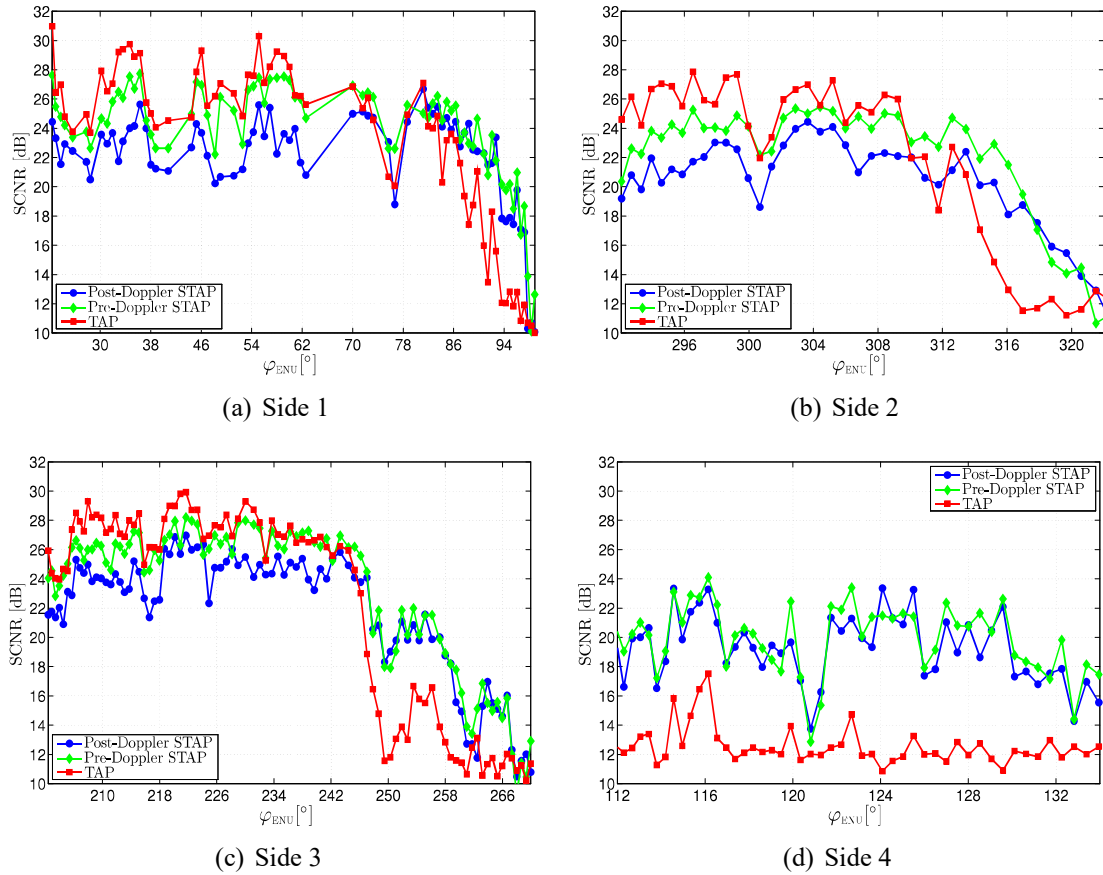 32
30
28
26
24
22
20
18
16
14
12
10
SCNR [dB]
Post-Doppler STAP
Pre-Doppler STAP
TAP
30 38 46 54 62 70 78 86 94
φENU[°]
(a) Side 1
32
30
28
26
24
22
20
18
16
14
12
10
SCNR [dB]
Post-Doppler STAP
Pre-Doppler STAP
TAP
296 300 304 308 312 316 320
φENU[°]
(b) Side 2
32
30
28
26
24
22
20
18
16
14
12
10
SCNR [dB]
Post-Doppler STAP
Pre-Doppler STAP
TAP
210 218 226 234 242 250 258 266
φENU[°]
(c) Side 3
32
30
28
26
24
22
20
18
16
14
12
10
SCNR [dB]
Post-Doppler STAP
Pre-Doppler STAP
TAP
112 116 120 124 128 132
φENU[°]
(d) Side 4